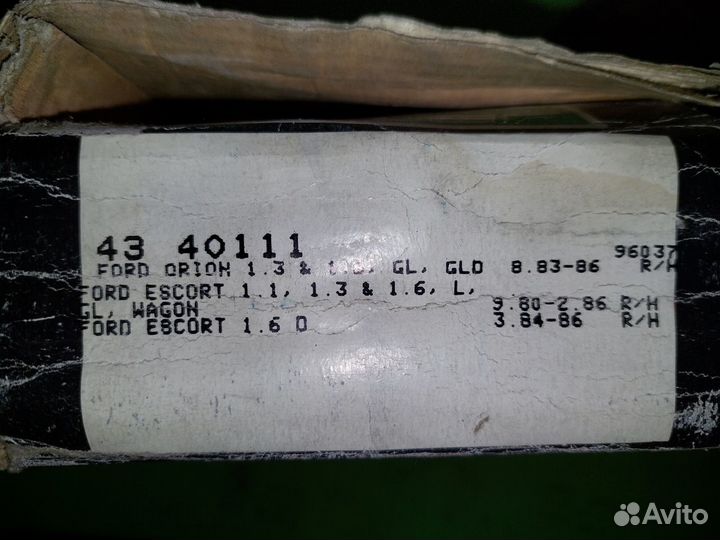 43 40111 96037
FORD ORION 1.3 & GL, GLD 8.83-86 R/H
FORD ESCORT 1.1, 1.3 & 1.6, L,
GL, WAGON 9.80-2.86 R/H
FORD ESCORT 1.6 D 3.84-86 R/H
Avito